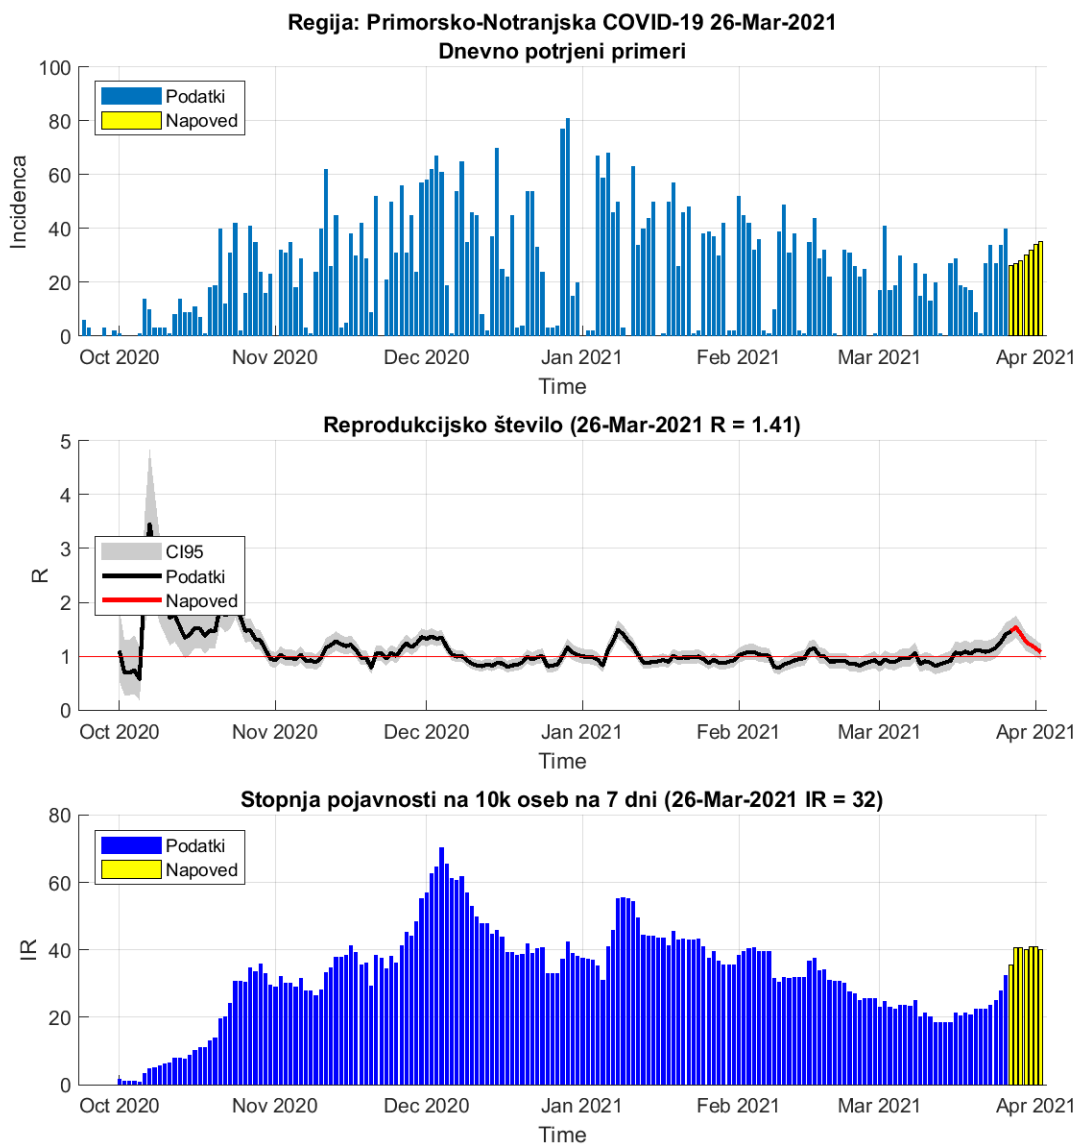 Regija: Primorsko-Notranjska COVID-19 26-Mar-2021
Dnevno potrjeni primeri
100
80
60
40
20
0
Incidenca
Podatki
Napoved
Oct 2020 Nov 2020 Dec 2020 Jan 2021 Feb 2021 Mar 2021 Apr 2021
Time
Reprodukcijsko število (26-Mar-2021 R = 1.41)
5
4
3
2
1
0
R
CI95
Podatki
Napoved
Oct 2020 Nov 2020 Dec 2020 Jan 2021 Feb 2021 Mar 2021 Apr 2021
Time
Stopnja pojavnosti na 10k oseb na 7 dni (26-Mar-2021 IR = 32)
80
60
40
20
0
IR
Podatki
Napoved
Oct 2020 Nov 2020 Dec 2020 Jan 2021 Feb 2021 Mar 2021 Apr 2021
Time